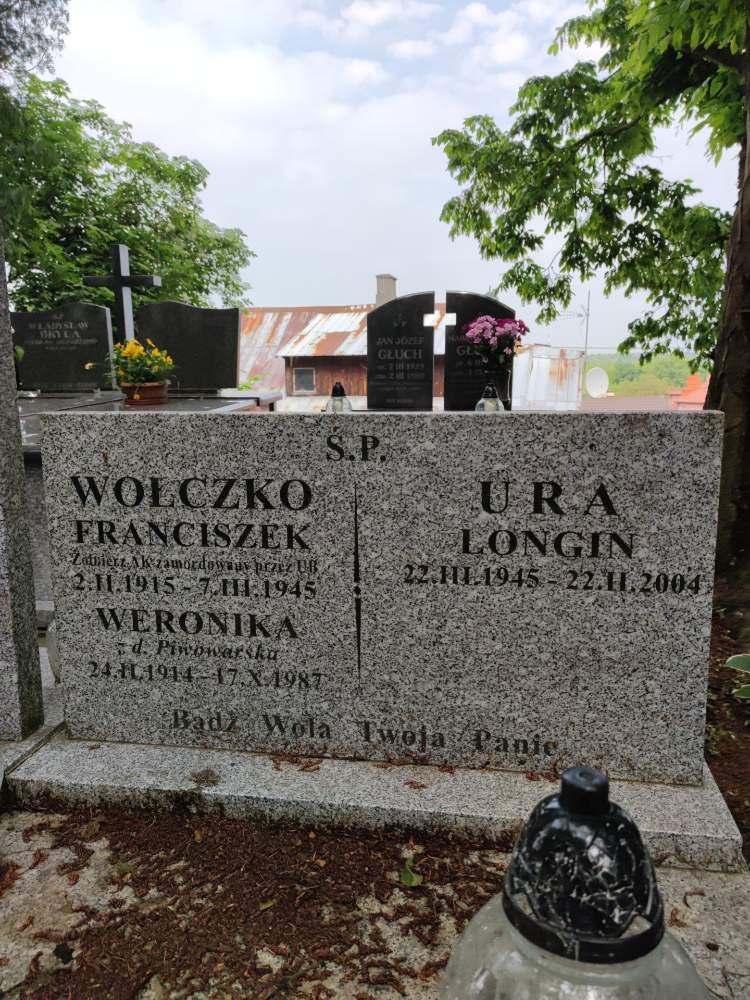 Ś.P.
WOŁCZKO
FRANCISZEK
Żołnierz AK zamordowany przez UB
2.II.1915 - 7.III.1945
WERONIKA
z d. Piwowarska
24.II.1914 - 17.X.1987
URA
LONGIN
22.III.1945 - 22.II.2004
Bądź Wola Twoja Panie
Ś.P.
WŁADYSŁAW
BRYŁA
Ś.P.
JAN JÓZEF
GŁUCH